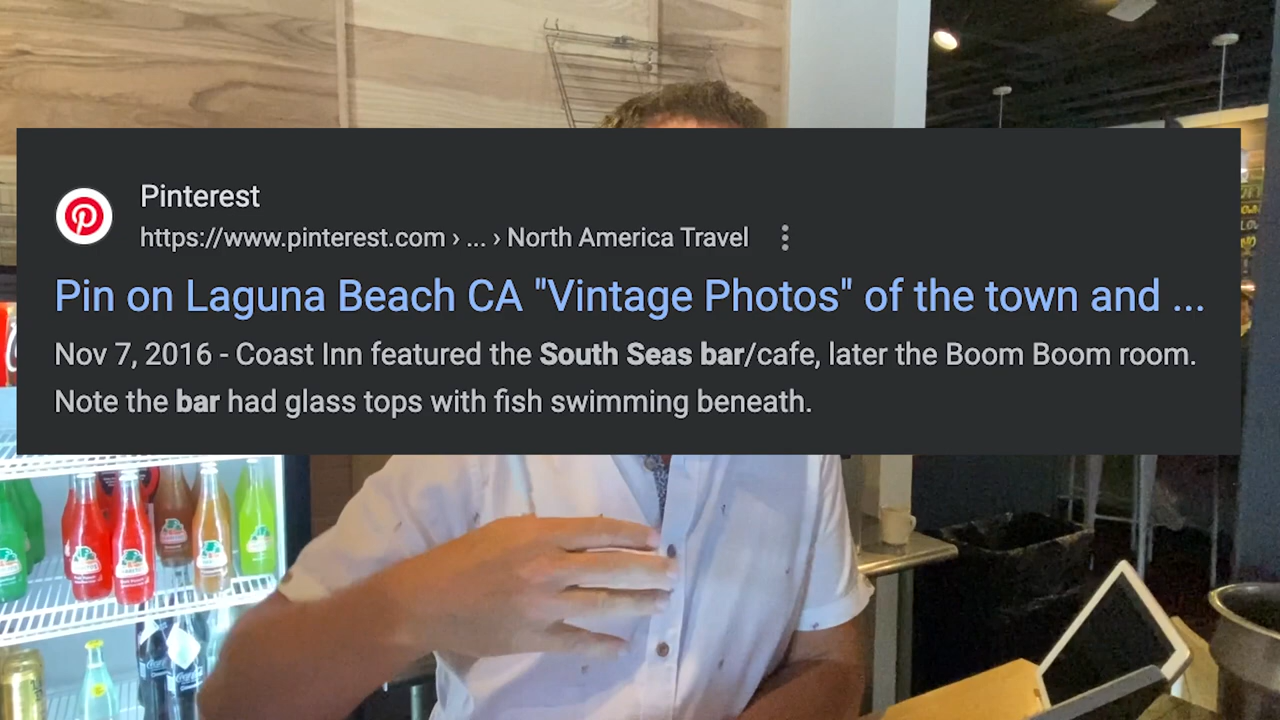 Pinterest
https://www.pinterest.com › ... › North America Travel
Pin on Laguna Beach CA "Vintage Photos" of the town and ...
Nov 7, 2016 - Coast Inn featured the South Seas bar/cafe, later the Boom Boom room.
Note the bar had glass tops with fish swimming beneath.